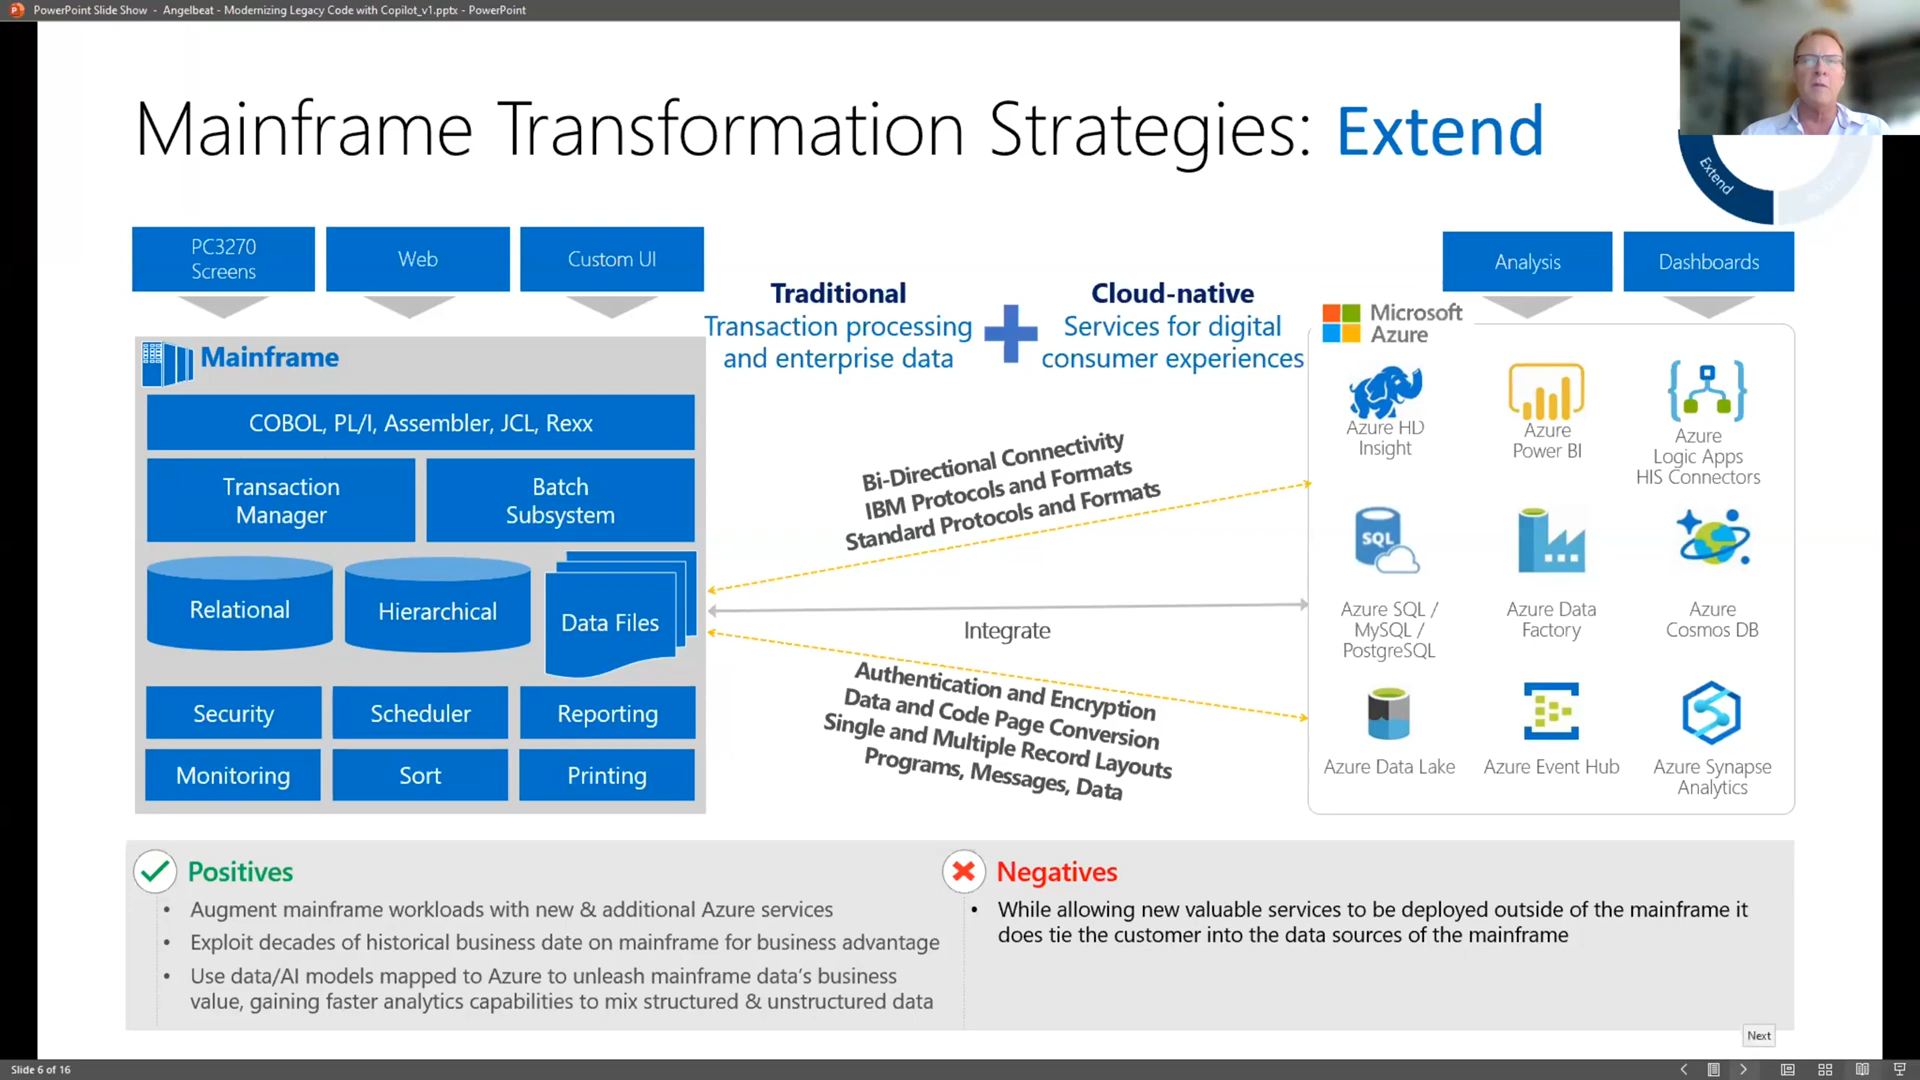 PowerPoint Slide Show - Angelbeat - Modernizing Legacy Code with Copilot_v1.pptx - PowerPoint
Mainframe Transformation Strategies: Extend
Extend
PC3270
Screens
Web
Custom UI
Traditional
Transaction processing
and enterprise data
Cloud-native
Services for digital
consumer experiences
Analysis
Dashboards
Microsoft
Azure
Mainframe
COBOL, PL/I, Assembler, JCL, Rexx
Transaction
Manager
Batch
Subsystem
Relational
Hierarchical
Data Files
Security
Scheduler
Reporting
Monitoring
Sort
Printing
Bi-Directional Connectivity
IBM Protocols and Formats
Standard Protocols and Formats
Integrate
Authentication and Encryption
Data and Code Page Conversion
Single and Multiple Record Layouts
Programs, Messages, Data
Azure HD
Insight
Azure
Power BI
Azure
Logic Apps
HIS Connectors
SQL
Azure SQL /
MySQL /
PostgreSQL
Azure Data
Factory
Azure
Cosmos DB
Azure Data Lake
Azure Event Hub
Azure Synapse
Analytics
Positives
• Augment mainframe workloads with new & additional Azure services
• Exploit decades of historical business date on mainframe for business advantage
• Use data/AI models mapped to Azure to unleash mainframe data's business
value, gaining faster analytics capabilities to mix structured & unstructured data
Negatives
• While allowing new valuable services to be deployed outside of the mainframe it
does tie the customer into the data sources of the mainframe
Next
Slide 6 of 16